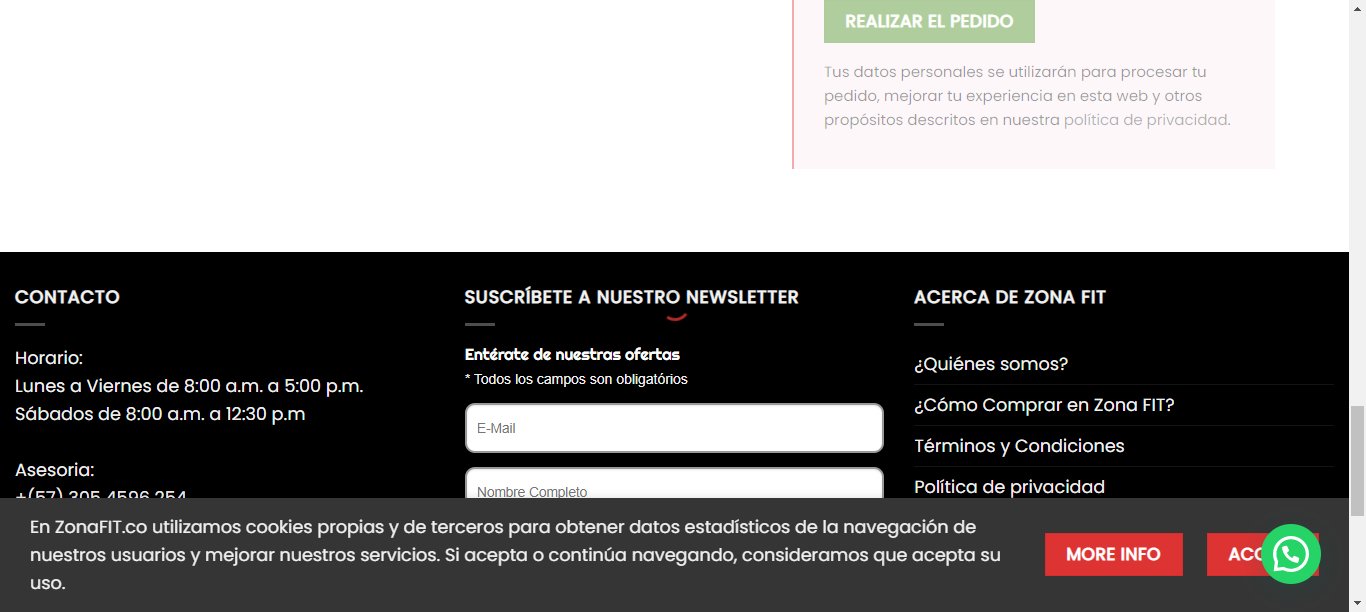 REALIZAR EL PEDIDO
Tus datos personales se utilizarán para procesar tu
pedido, mejorar tu experiencia en esta web y otros
propósitos descritos en nuestra política de privacidad.
CONTACTO
Horario:
Lunes a Viernes de 8:00 a.m. a 5:00 p.m.
Sábados de 8:00 a.m. a 12:30 p.m
Asesoria:
+(57) 305 4596 254
SUSCRÍBETE A NUESTRO NEWSLETTER
Entérate de nuestras ofertas
* Todos los campos son obligatórios
E-Mail
Nombre Completo
ACERCA DE ZONA FIT
¿Quiénes somos?
¿Cómo Comprar en Zona FIT?
Términos y Condiciones
Política de privacidad
En ZonaFIT.co utilizamos cookies propias y de terceros para obtener datos estadísticos de la navegación de
nuestros usuarios y mejorar nuestros servicios. Si acepta o continúa navegando, consideramos que acepta su
uso.
MORE INFO